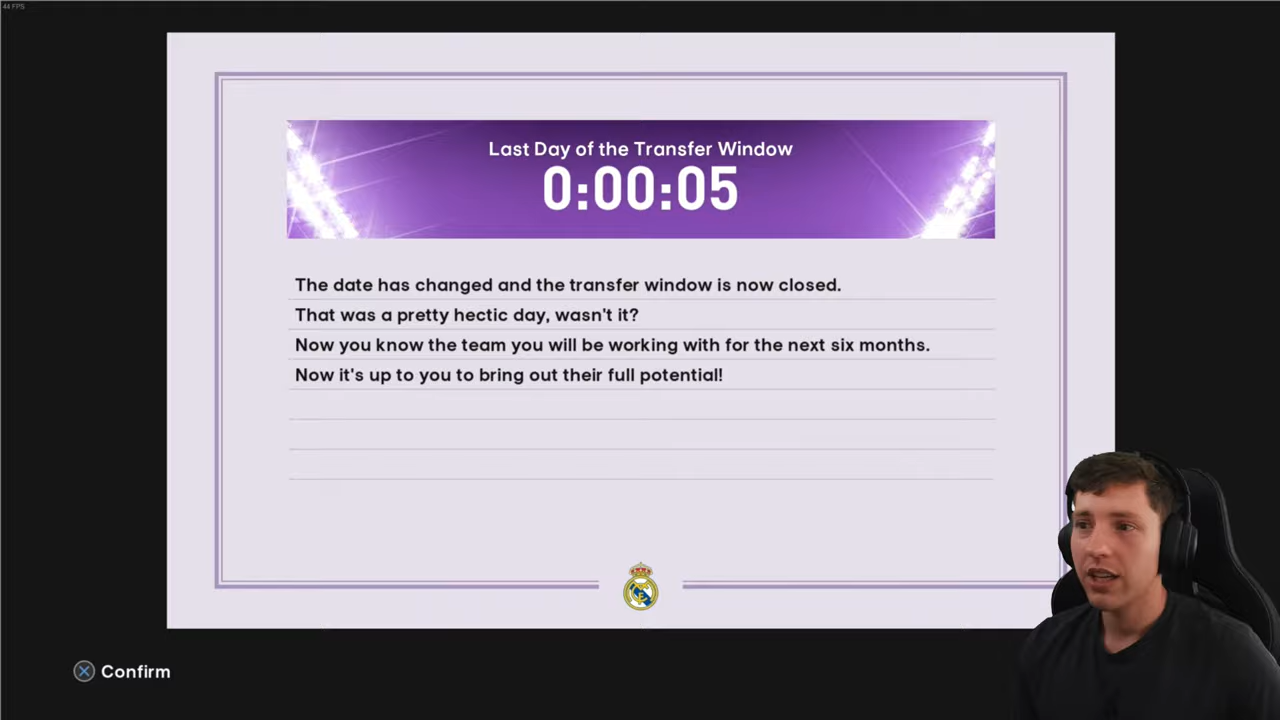 44 FPS
Last Day of the Transfer Window
0:00:05
The date has changed and the transfer window is now closed.
That was a pretty hectic day, wasn't it?
Now you know the team you will be working with for the next six months.
Now it's up to you to bring out their full potential!
Confirm